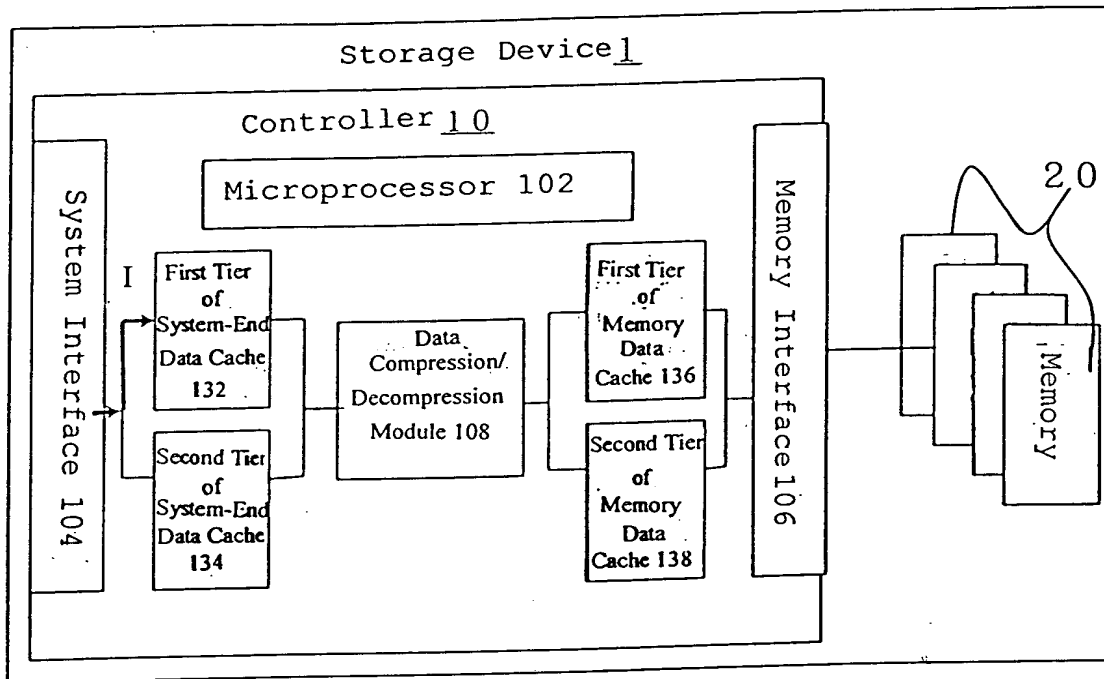 Storage Device 1
Controller 10
Microprocessor 102
System Interface 104
I
First Tier
of
System-End
Data Cache
132
Second Tier
of
System-End
Data Cache
134
Data
Compression/
Decompression
Module 108
First Tier
of
Memory
Data
Cache 136
Second Tier
of
Memory
Data
Cache 138
Memory Interface 106
20
Memory